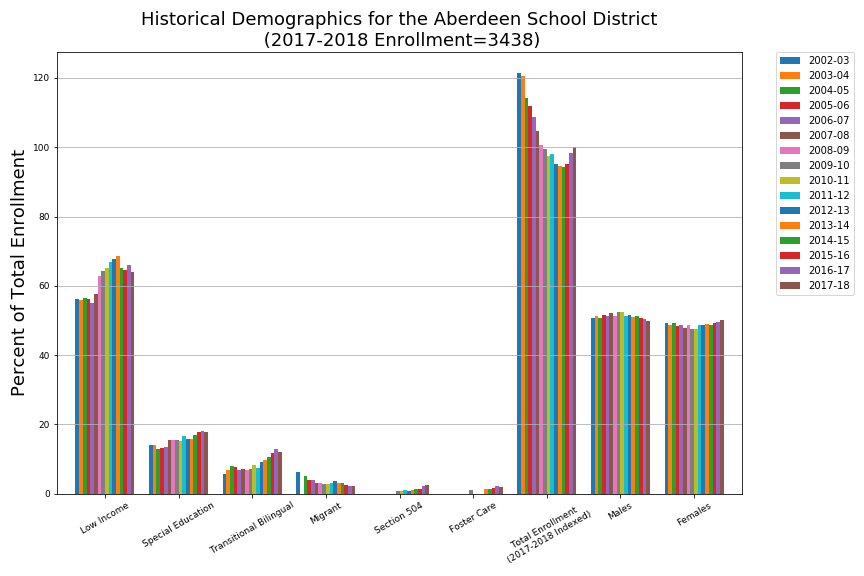 Historical Demographics for the Aberdeen School District
(2017-2018 Enrollment=3438)
Percent of Total Enrollment
120
100
80
60
40
20
0
Low Income
Special Education
Transitional Bilingual
Migrant
Section 504
Foster Care
Total Enrollment
(2017-2018 Indexed)
Males
Females
2002-03
2003-04
2004-05
2005-06
2006-07
2007-08
2008-09
2009-10
2010-11
2011-12
2012-13
2013-14
2014-15
2015-16
2016-17
2017-18